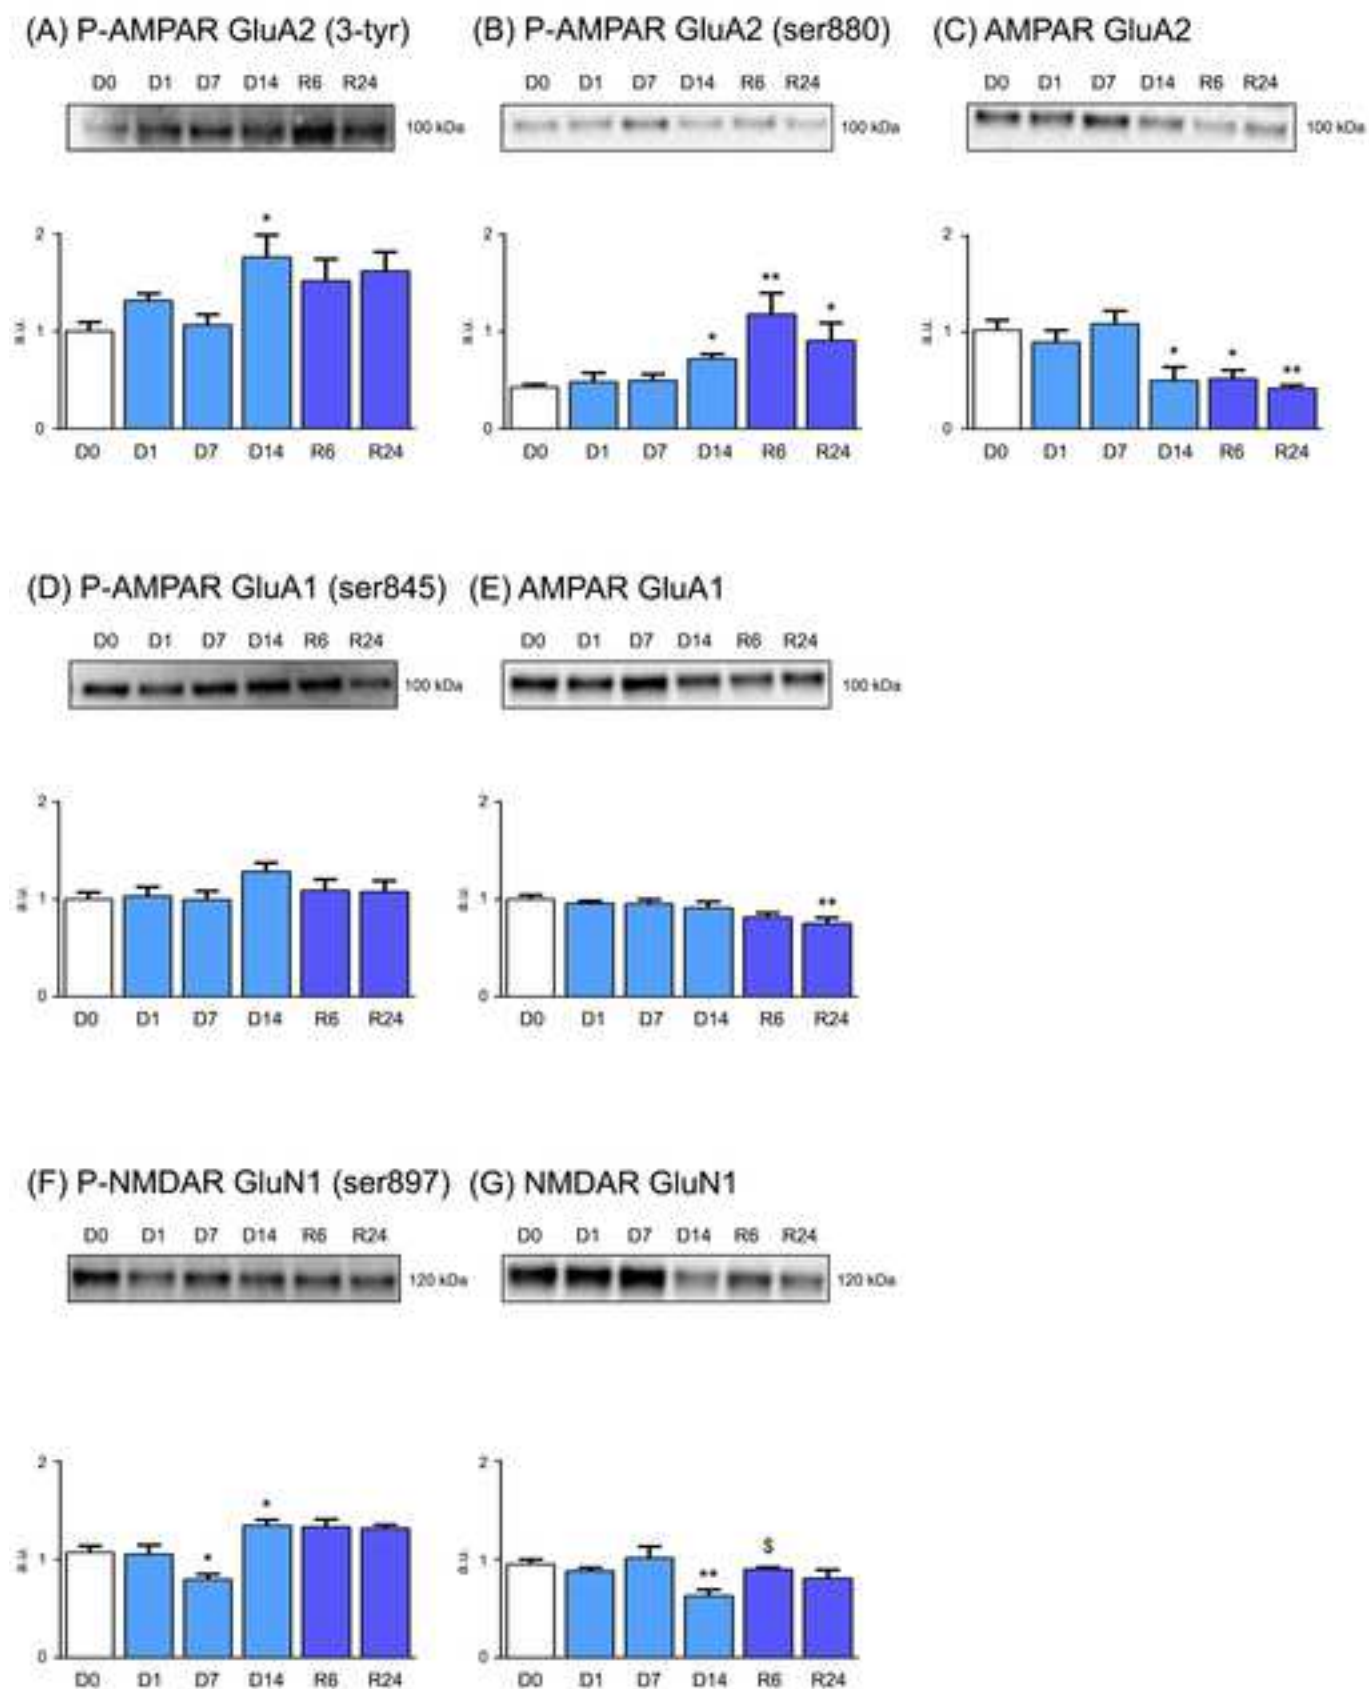 (A) P-AMPAR GluA2 (3-tyr)
D0 D1 D7 D14 R6 R24
100 kDa
*
2
1
0
a.u.
D0 D1 D7 D14 R6 R24
(B) P-AMPAR GluA2 (ser880)
D0 D1 D7 D14 R6 R24
100 kDa
* ** *
2
1
0
a.u.
D0 D1 D7 D14 R6 R24
(C) AMPAR GluA2
D0 D1 D7 D14 R6 R24
100 kDa
* * **
2
1
0
a.u.
D0 D1 D7 D14 R6 R24
(D) P-AMPAR GluA1 (ser845)
D0 D1 D7 D14 R6 R24
100 kDa
2
1
0
a.u.
D0 D1 D7 D14 R6 R24
(E) AMPAR GluA1
D0 D1 D7 D14 R6 R24
100 kDa
**
2
1
0
a.u.
D0 D1 D7 D14 R6 R24
(F) P-NMDAR GluN1 (ser897)
D0 D1 D7 D14 R6 R24
120 kDa
* *
2
1
0
a.u.
D0 D1 D7 D14 R6 R24
(G) NMDAR GluN1
D0 D1 D7 D14 R6 R24
120 kDa
** $
2
1
0
a.u.
D0 D1 D7 D14 R6 R24